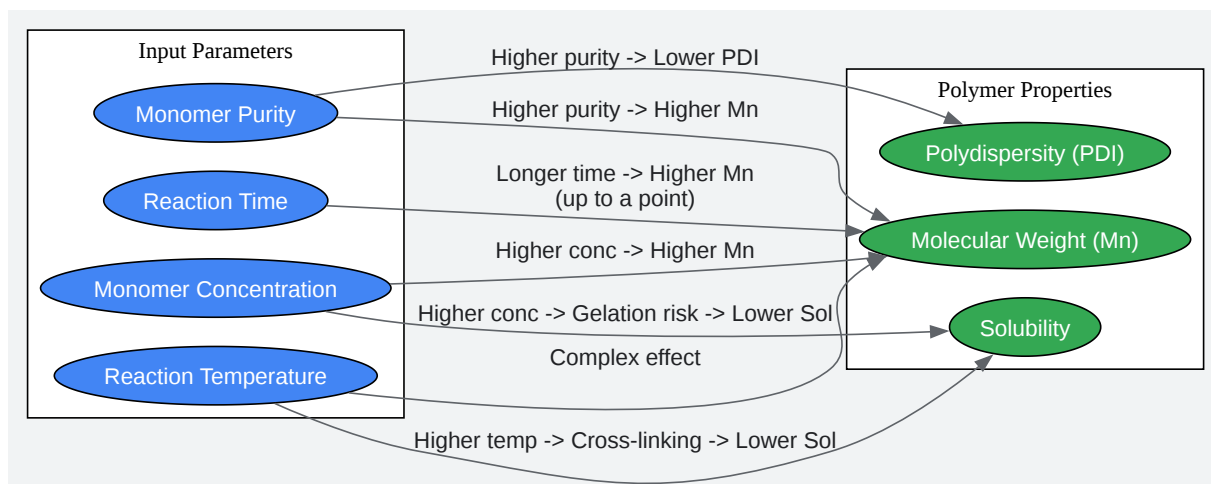 Input Parameters
Monomer Purity
Reaction Time
Monomer Concentration
Reaction Temperature
Higher purity -> Lower PDI
Higher purity -> Higher Mn
Longer time -> Higher Mn
(up to a point)
Higher conc -> Higher Mn
Higher conc -> Gelation risk -> Lower Sol
Complex effect
Higher temp -> Cross-linking -> Lower Sol
Polymer Properties
Polydispersity (PDI)
Molecular Weight (Mn)
Solubility